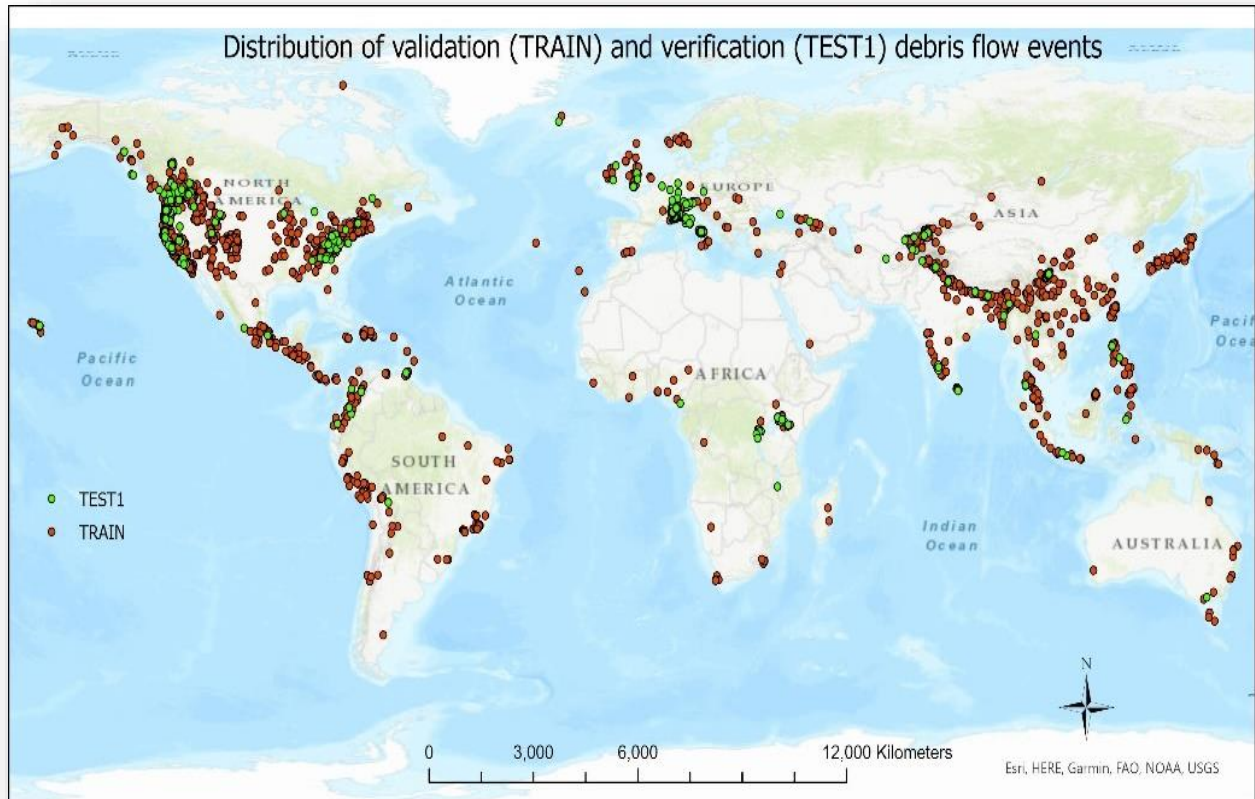 Distribution of validation (TRAIN) and verification (TEST1) debris flow events
NORTH
AMERICA
EUROPE
ASIA
Atlantic
Ocean
Pacific
Ocean
AFRICA
SOUTH
AMERICA
TEST1
TRAIN
Indian
Ocean
AUSTRALIA
N
0 3,000 6,000 12,000 Kilometers
Esri, HERE, Garmin, FAO, NOAA, USGS